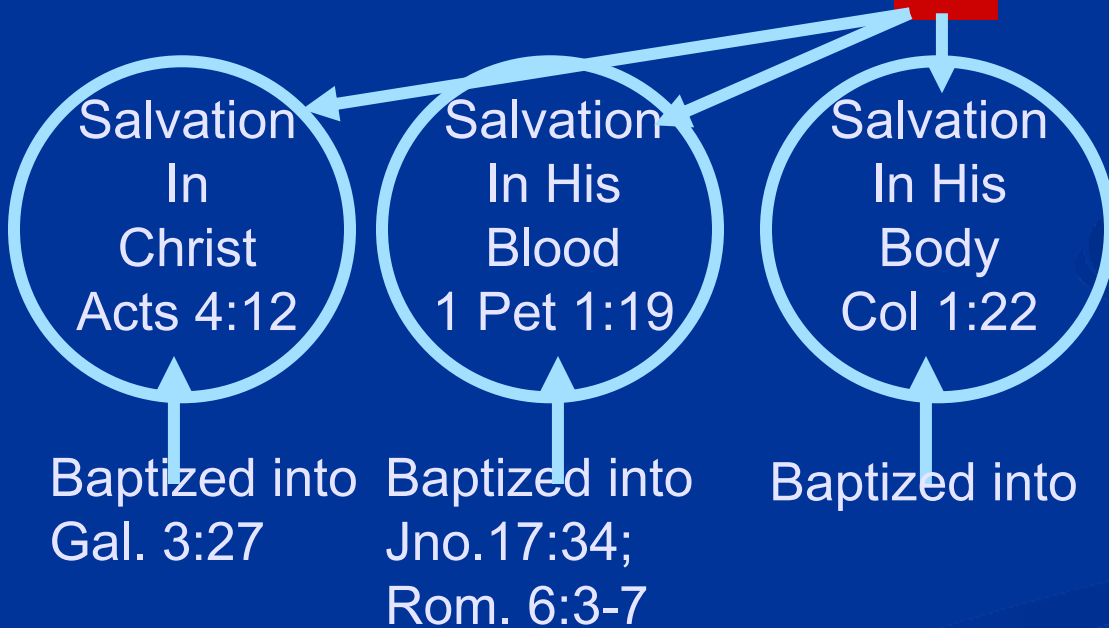 Salvation
In
Christ
Acts 4:12
Salvation
In His
Blood
1 Pet 1:19
Salvation
In His
Body
Col 1:22
Baptized into
Gal. 3:27
Baptized into
Jno.17:34;
Rom. 6:3-7
Baptized into